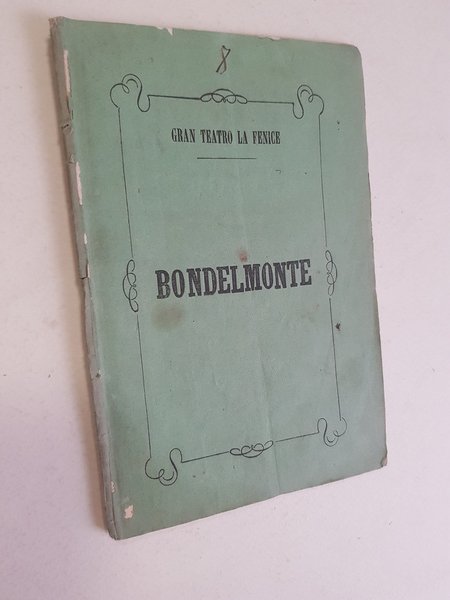 8
GRAN TEATRO LA FENICE
BONDELMONTE